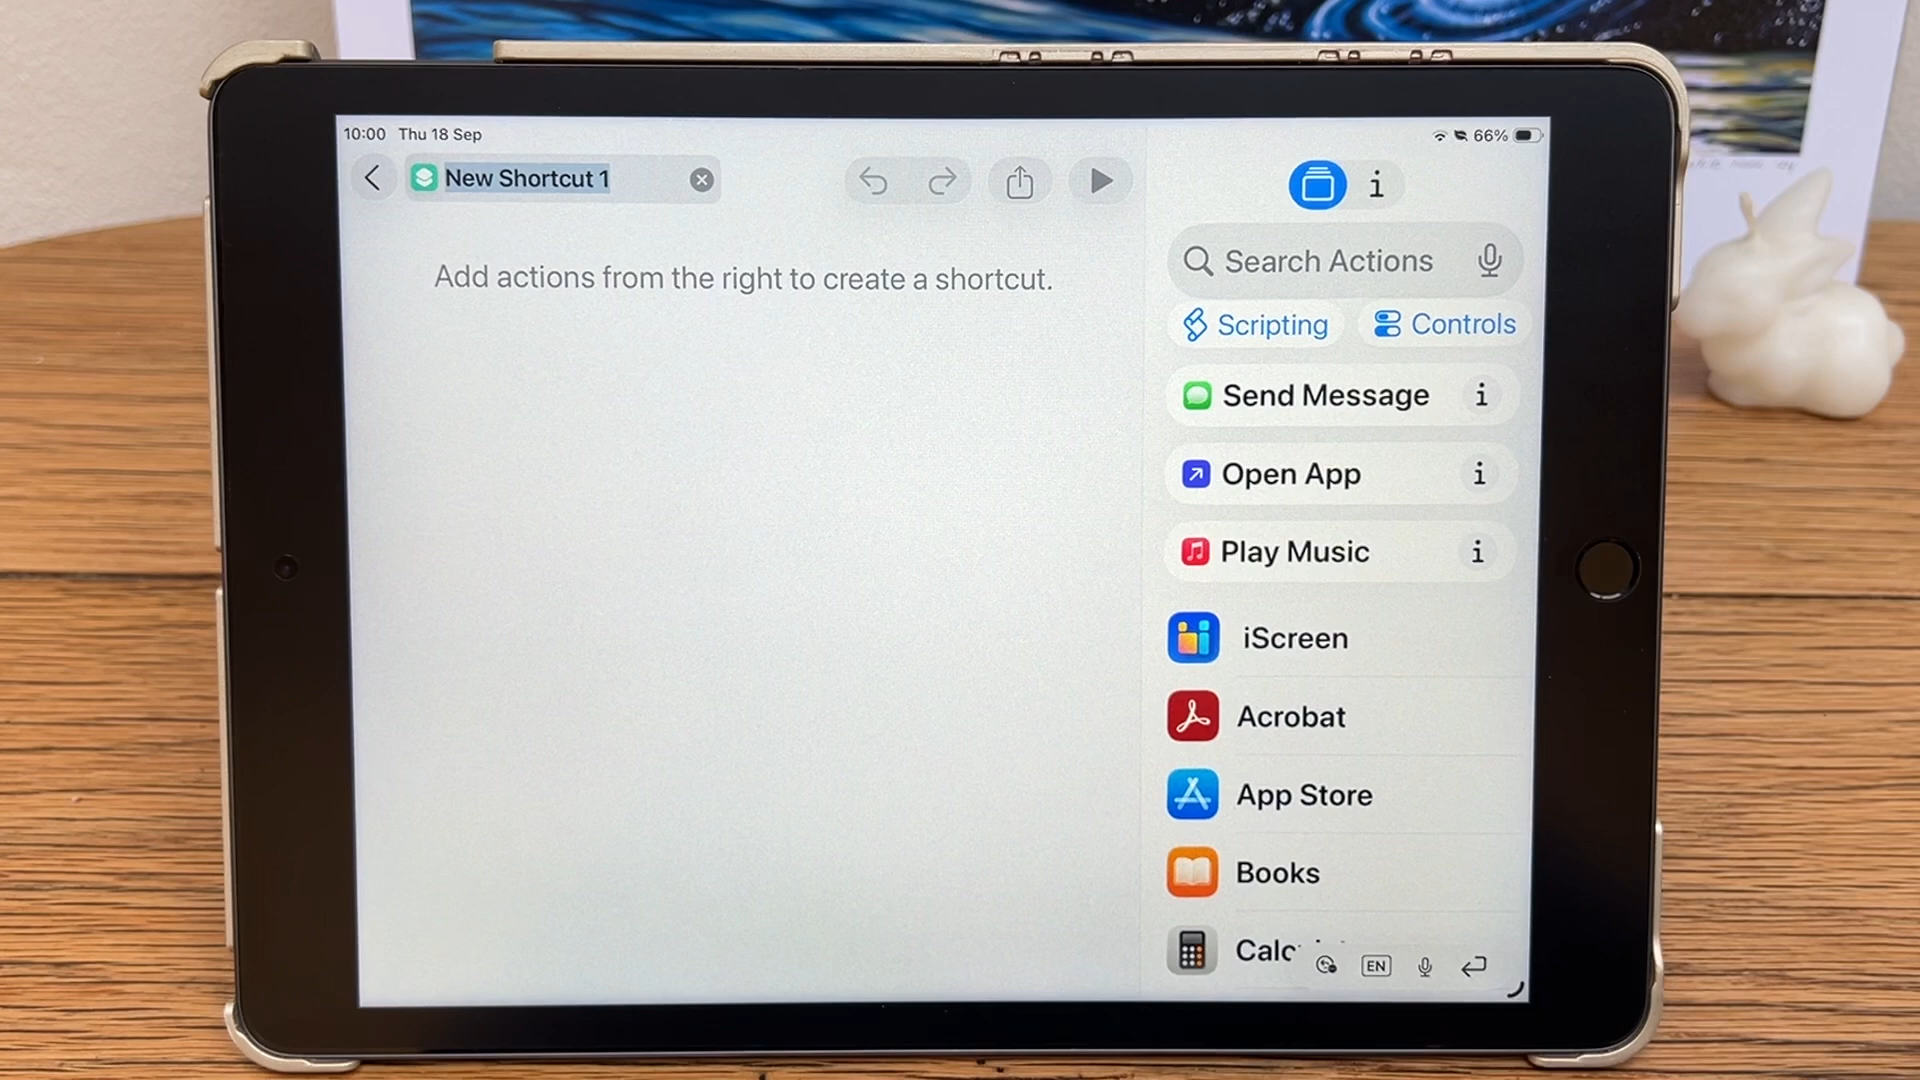 10:00 Thu 18 Sep
66%
New Shortcut 1
Add actions from the right to create a shortcut.
Search Actions
Scripting
Controls
Send Message
Open App
Play Music
iScreen
Acrobat
App Store
Books
Calc
EN